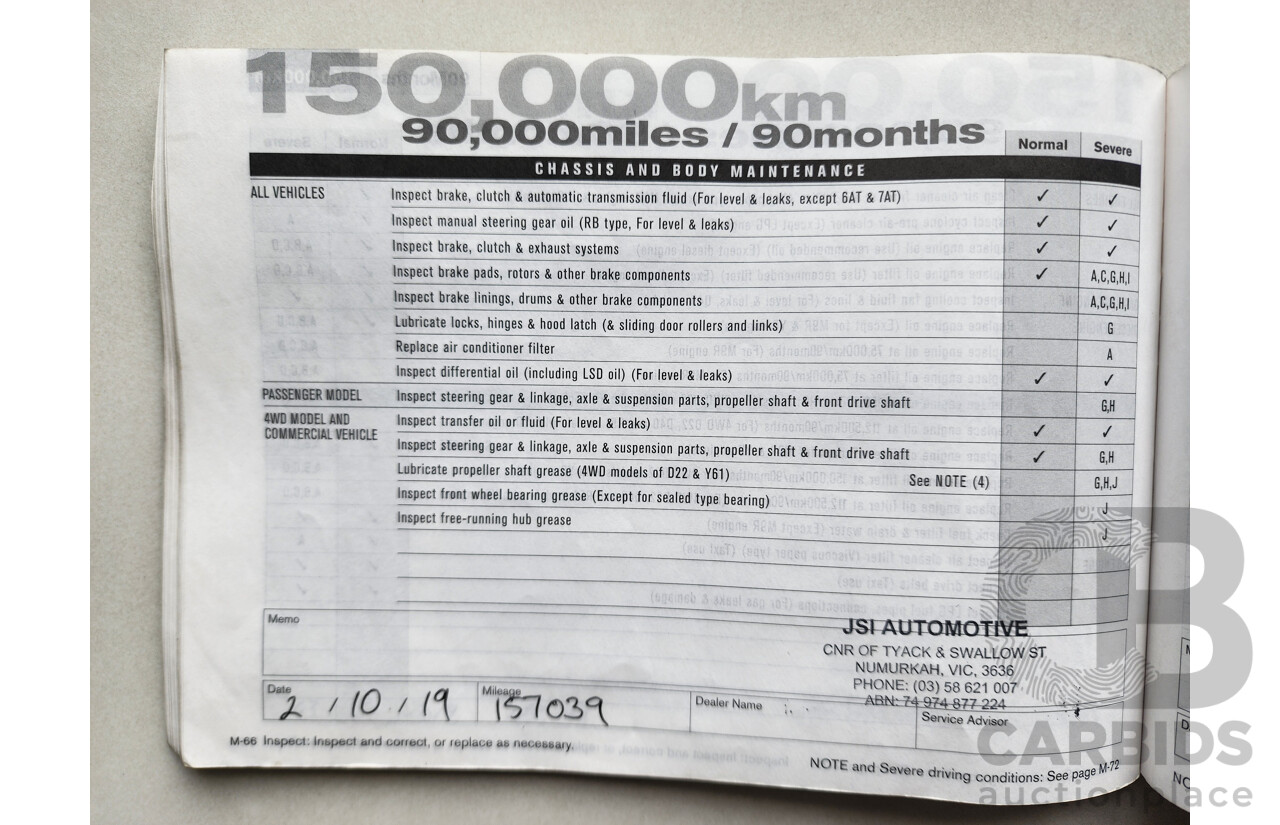 150,000km
90,000miles / 90months
Normal Severe
CHASSIS AND BODY MAINTENANCE
ALL VEHICLES Inspect brake, clutch & automatic transmission fluid (For level & leaks, except 6AT & 7AT) ✓ ✓
Inspect manual steering gear oil (RB type, For level & leaks) ✓ ✓
Inspect brake, clutch & exhaust systems ✓ ✓
Inspect brake pads, rotors & other brake components ✓ A,C,G,H,I
Inspect brake linings, drums & other brake components A,C,G,H,I
Lubricate locks, hinges & hood latch (& sliding door rollers and links) G
Replace air conditioner filter A
Inspect differential oil (including LSD oil) (For level & leaks) ✓ ✓
PASSENGER MODEL Inspect steering gear & linkage, axle & suspension parts, propeller shaft & front drive shaft G,H
4WD MODEL AND Inspect transfer oil or fluid (For level & leaks) ✓ ✓
COMMERCIAL VEHICLE Inspect steering gear & linkage, axle & suspension parts, propeller shaft & front drive shaft ✓ G,H
Lubricate propeller shaft grease (4WD models of D22 & Y61) See NOTE (4) G,H,J
Inspect front wheel bearing grease (Except for sealed type bearing) J
Inspect free-running hub grease J
Memo
JSI AUTOMOTIVE
CNR OF TYACK & SWALLOW ST
NUMURKAH, VIC, 3636
PHONE: (03) 58 621 007
ABN: 74 974 877 224
Date 2 / 10 / 19 Mileage 157039 Dealer Name Service Advisor
M-66 Inspect: Inspect and correct, or replace as necessary.
NOTE and Severe driving conditions: See page M-72
CARBIDS
auctionplace